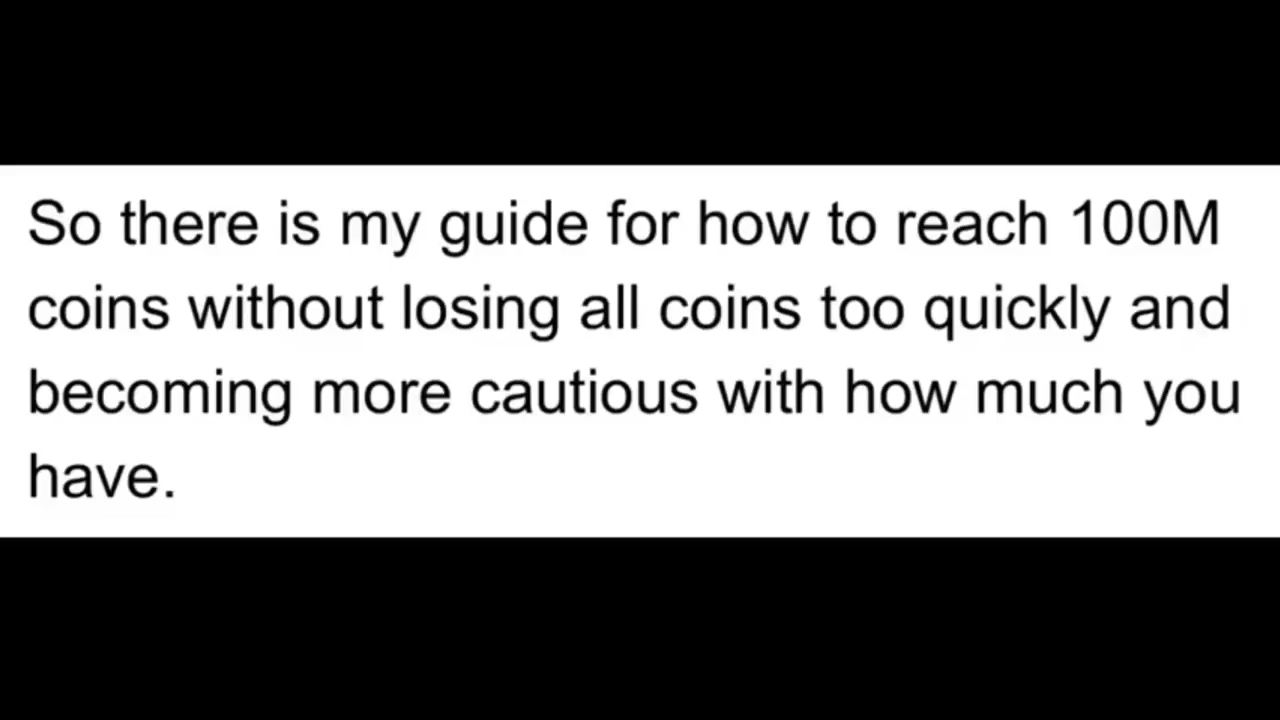 So there is my guide for how to reach 100M
coins without losing all coins too quickly and
becoming more cautious with how much you
have.